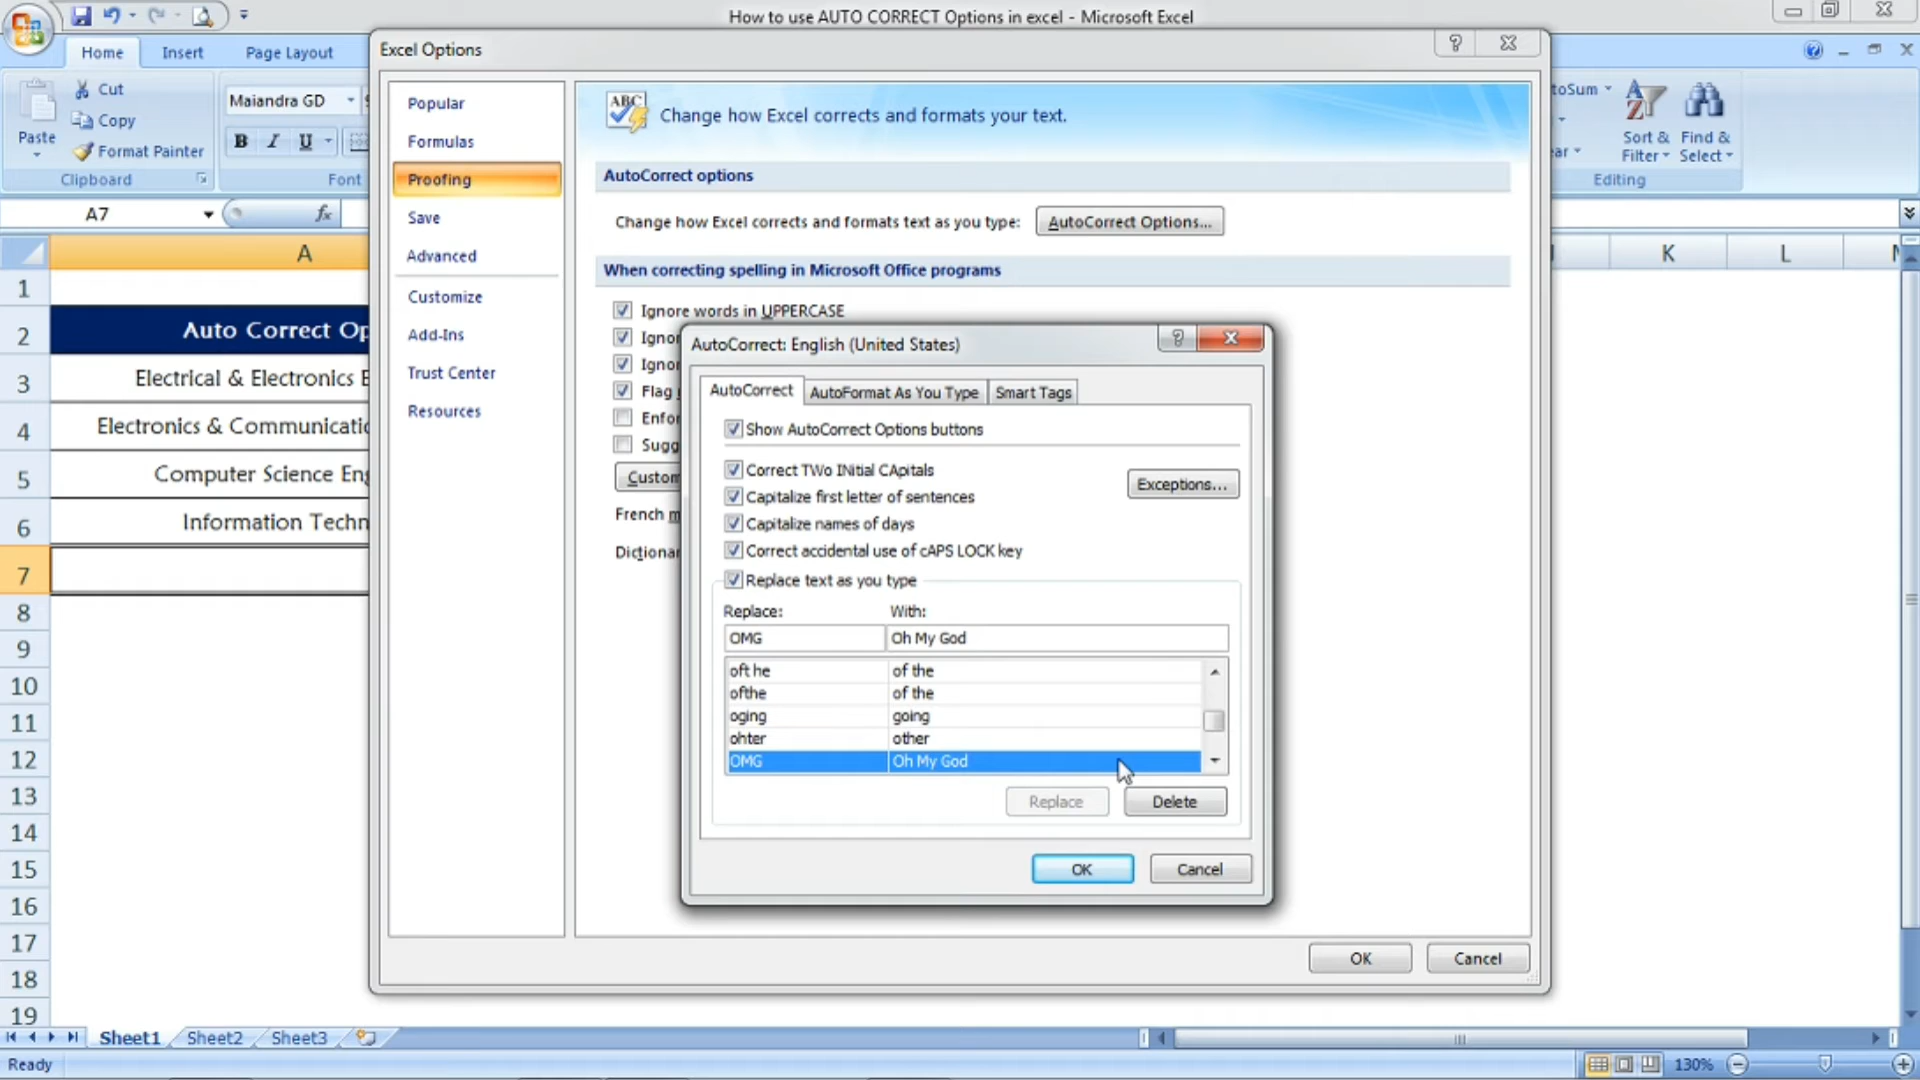 How to use AUTO CORRECT Options in excel - Microsoft Excel
Home Insert Page Layout
Paste
Cut
Copy
Format Painter
Clipboard
Maiandra GD
B I U
Font
Sort & Filter
Find & Select
Editing
A7
fx
A K L
1
2 Auto Correct
3 Electrical & Electronics
4 Electronics &
5 Computer Science
6 Information
7
8
9
10
11
12
13
14
15
16
17
18
19
Excel Options
Popular
Formulas
Proofing
Save
Advanced
Customize
Add-Ins
Trust Center
Resources
ABC
Change how Excel corrects and formats your text.
AutoCorrect options
Change how Excel corrects and formats text as you type: AutoCorrect Options...
When correcting spelling in Microsoft Office programs
Ignore words in UPPERCASE
Flag
French
AutoCorrect: English (United States)
AutoCorrect AutoFormat As You Type Smart Tags
Show AutoCorrect Options buttons
Correct TWo INitial CApitals
Exceptions...
Capitalize first letter of sentences
Capitalize names of days
Correct accidental use of cAPS LOCK key
Replace text as you type
Replace: With:
OMG Oh My God
oft he of the
ofthe of the
oging going
ohter other
OMG Oh My God
Replace Delete
OK Cancel
OK Cancel
Sheet1 Sheet2 Sheet3
Ready 130%